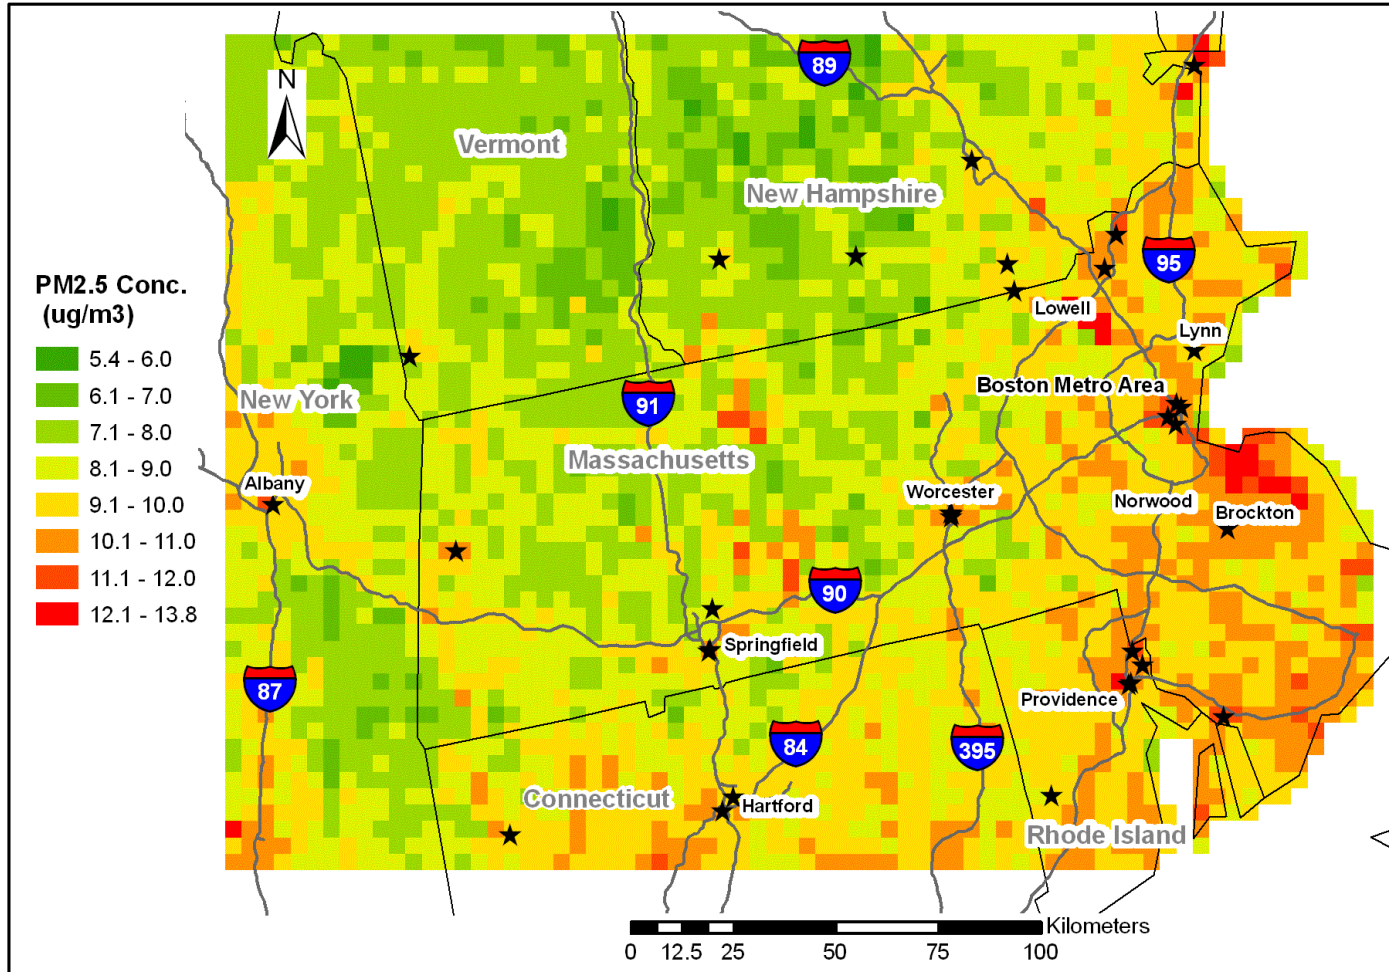 89
N
Vermont
New Hampshire
95
PM2.5 Conc.
(ug/m3)
5.4 - 6.0
6.1 - 7.0
7.1 - 8.0
8.1 - 9.0
9.1 - 10.0
10.1 - 11.0
11.1 - 12.0
12.1 - 13.8
Lowell
Lynn
Boston Metro Area
New York
91
Massachusetts
Albany
Worcester
Norwood
Brockton
90
Springfield
87
Providence
84
395
Connecticut
Hartford
Rhode Island
Kilometers
0 12.5 25 50 75 100